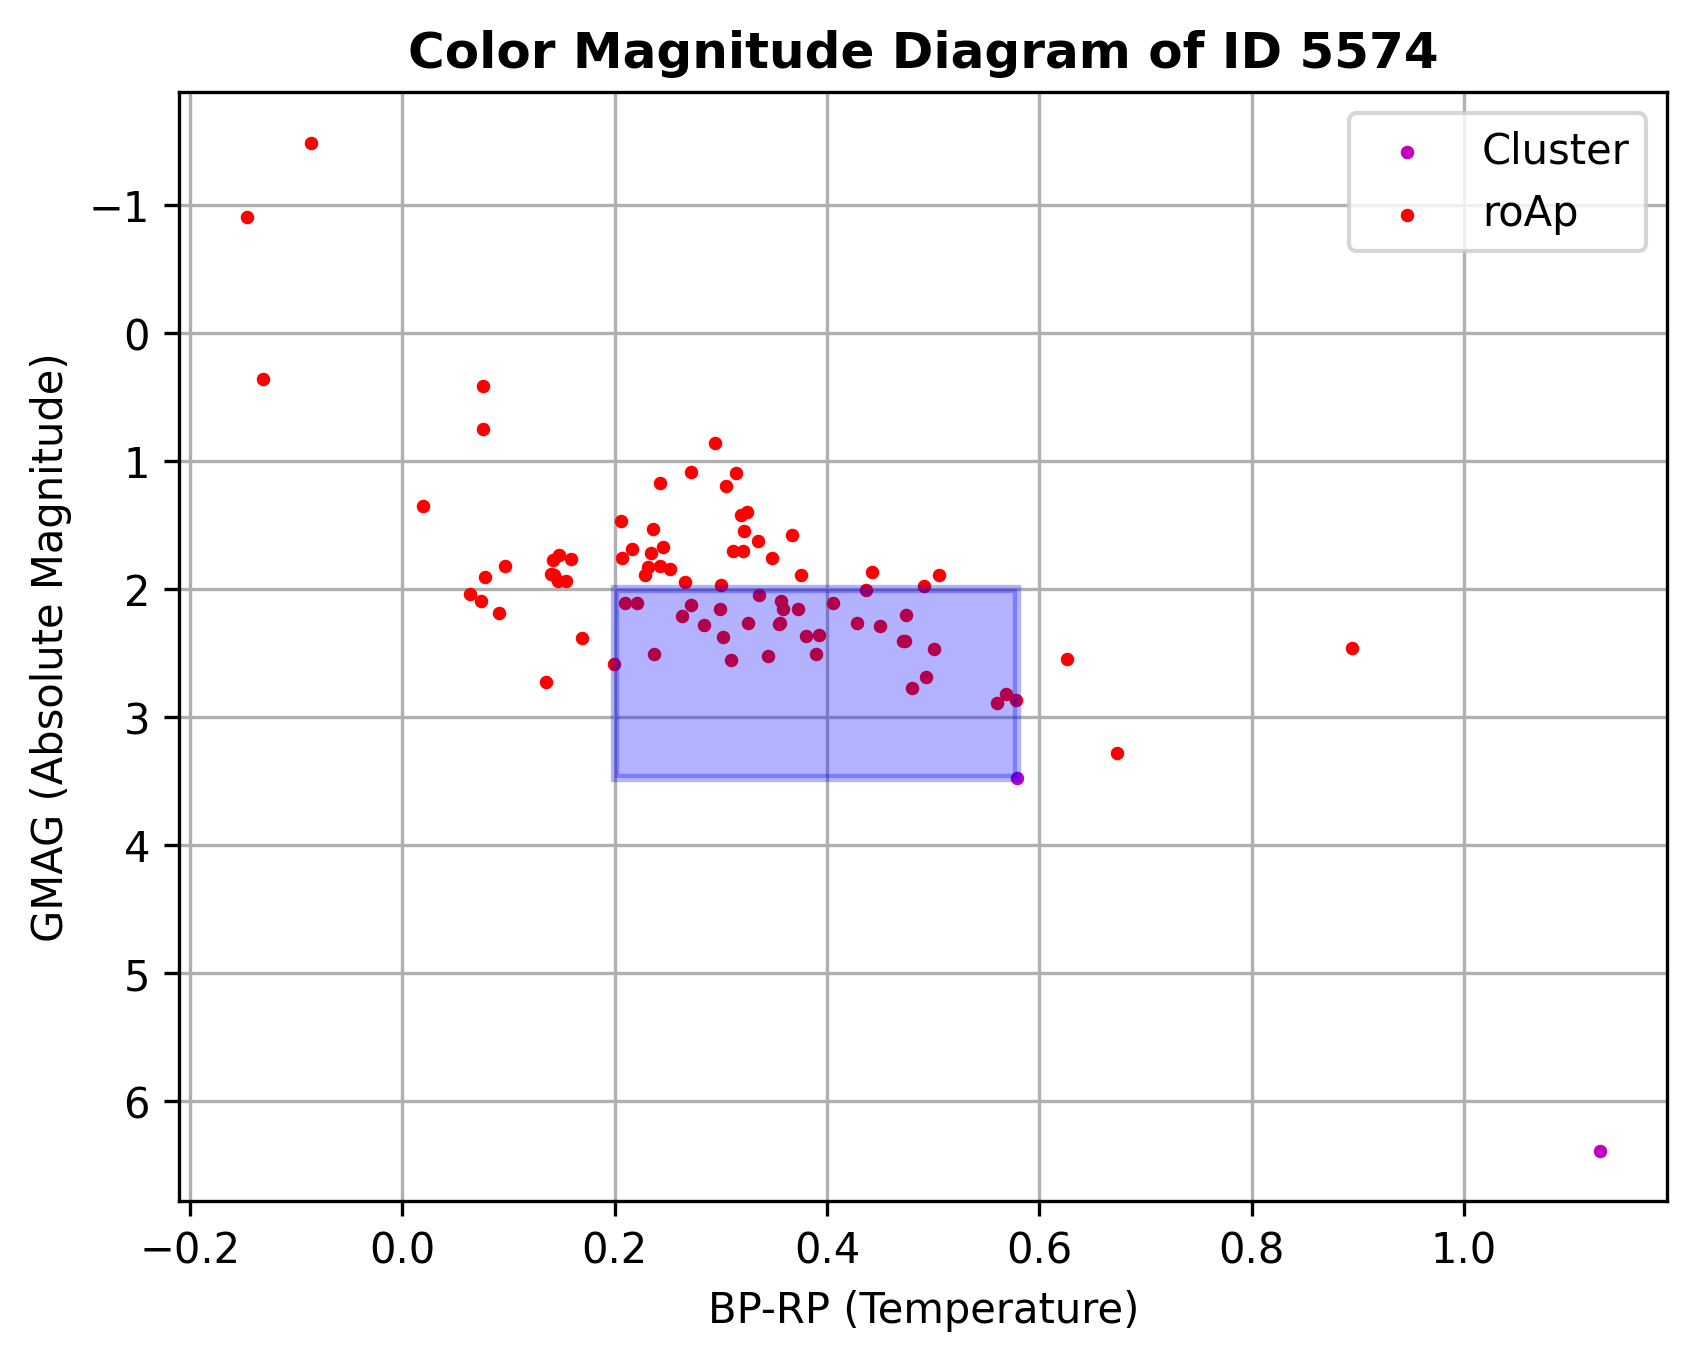 Color Magnitude Diagram of ID 5574
Cluster
roAp
GMAG (Absolute Magnitude)
−1
0
1
2
3
4
5
6
−0.2 0.0 0.2 0.4 0.6 0.8 1.0
BP-RP (Temperature)